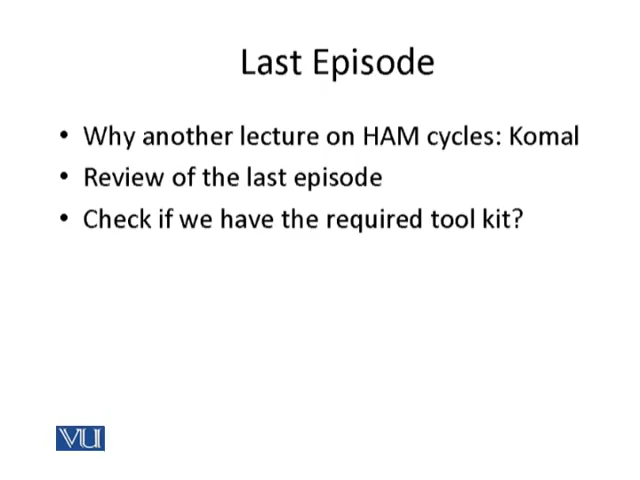 Last Episode
• Why another lecture on HAM cycles: Komal
• Review of the last episode
• Check if we have the required tool kit?
VU